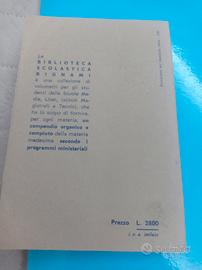 La
BIBLIOTECA
SCOLASTICA
BIGNAMI
è una collezione di
volumetti per gli stu-
denti delle Scuole Me-
die, Licei, Istituti Ma-
gistrali e Tecnici, che
ha lo scopo di fornire,
per ogni materia, un
compendio organico e
completo della materia
medesima secondo i
programmi ministeriali
Prezzo L. 2800
i.v.a. inclusa
subito